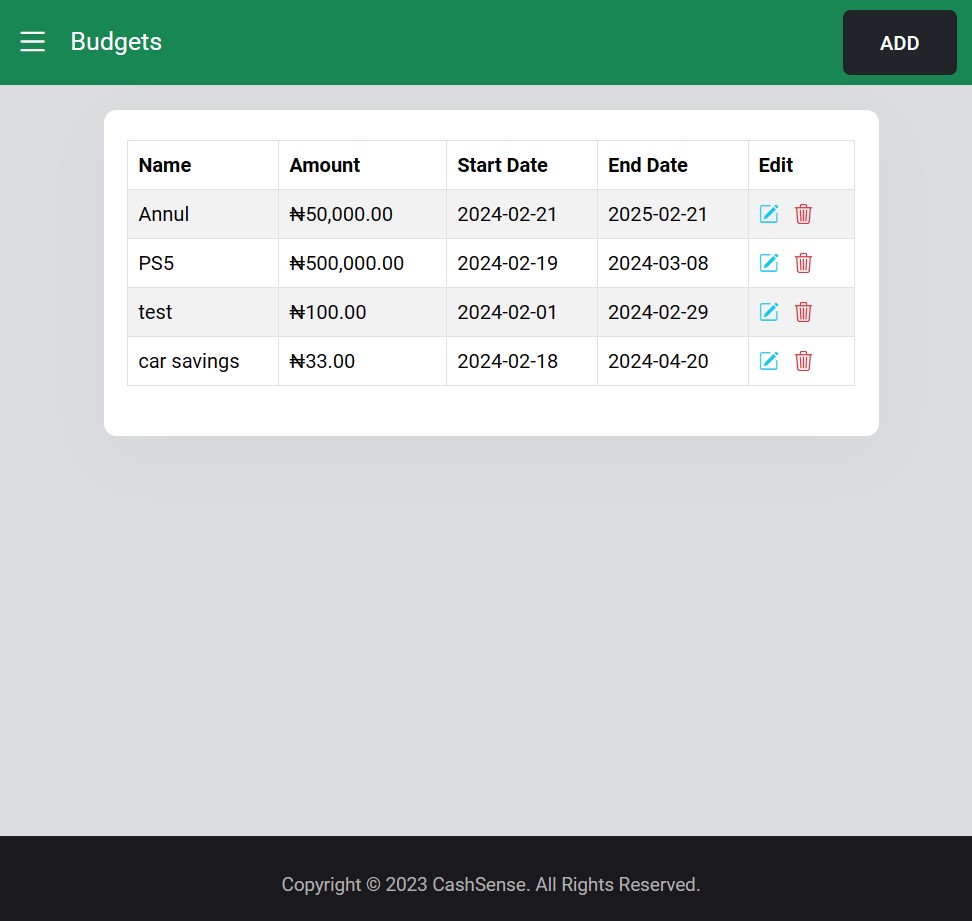 Budgets
ADD
Name Amount Start Date End Date Edit
Annul ₦50,000.00 2024-02-21 2025-02-21
PS5 ₦500,000.00 2024-02-19 2024-03-08
test ₦100.00 2024-02-01 2024-02-29
car savings ₦33.00 2024-02-18 2024-04-20
Copyright © 2023 CashSense. All Rights Reserved.